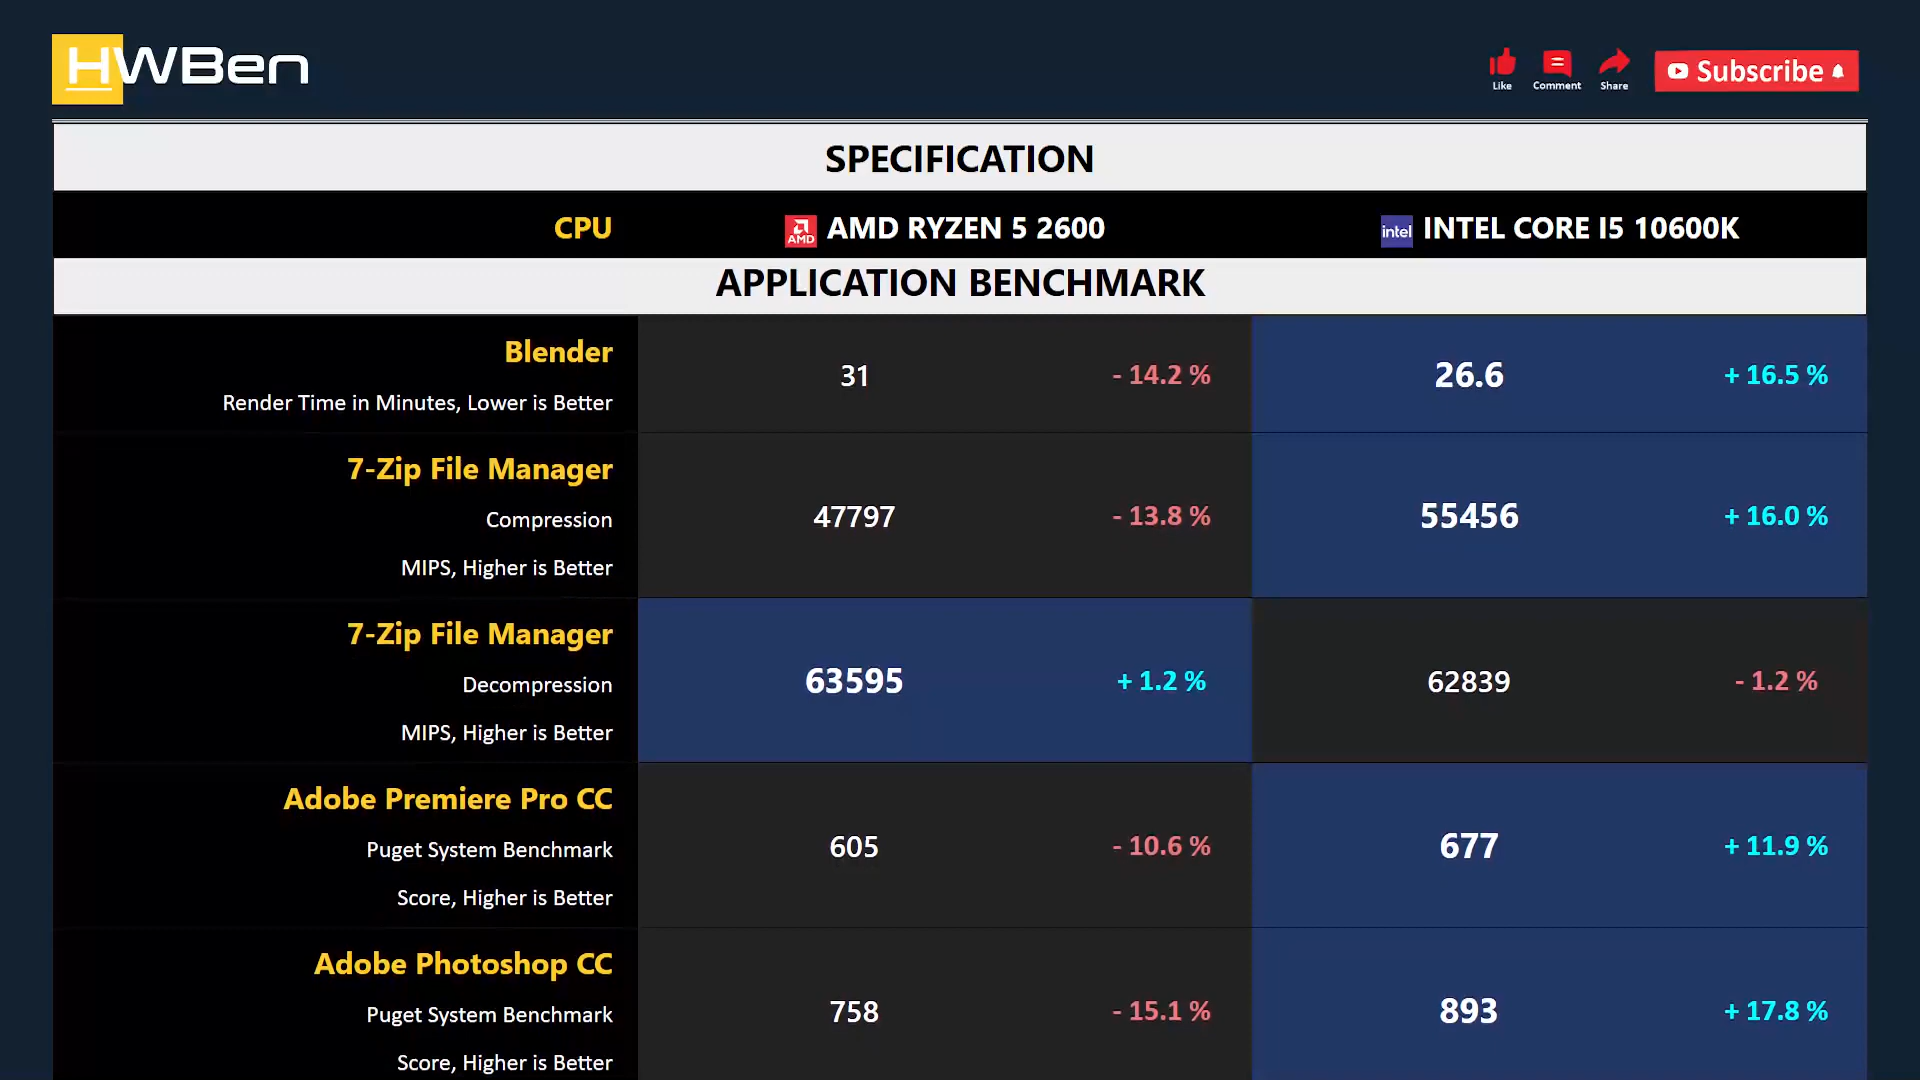 HWBen
Like
Comment
Share
Subscribe
SPECIFICATION
CPU
AMD
AMD RYZEN 5 2600
intel
INTEL CORE I5 10600K
APPLICATION BENCHMARK
Blender
Render Time in Minutes, Lower is Better
31
- 14.2 %
26.6
+ 16.5 %
7-Zip File Manager
Compression
MIPS, Higher is Better
47797
- 13.8 %
55456
+ 16.0 %
7-Zip File Manager
Decompression
MIPS, Higher is Better
63595
+ 1.2 %
62839
- 1.2 %
Adobe Premiere Pro CC
Puget System Benchmark
Score, Higher is Better
605
- 10.6 %
677
+ 11.9 %
Adobe Photoshop CC
Puget System Benchmark
Score, Higher is Better
758
- 15.1 %
893
+ 17.8 %